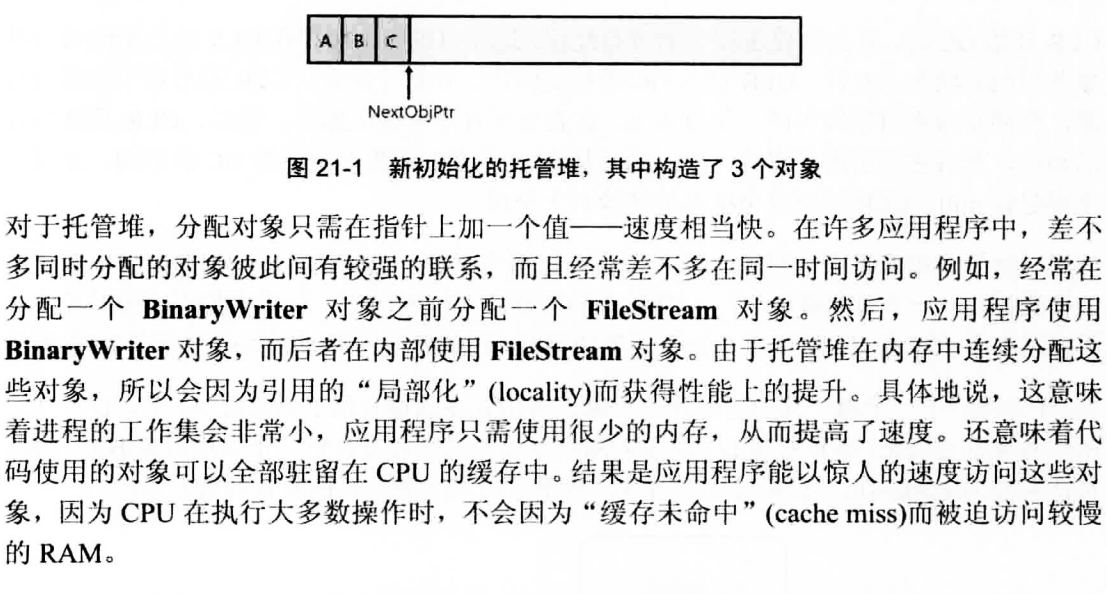 A B C
NextObjPtr
图 21-1 新初始化的托管堆，其中构造了 3 个对象
对于托管堆，分配对象只需在指针上加一个值——速度相当快。在许多应用程序中，差不
多同时分配的对象彼此间有较强的联系，而且经常差不多在同一时间访问。例如，经常在
分配一个 BinaryWriter 对象之前分配一个 FileStream 对象。然后，应用程序使用
BinaryWriter 对象，而后者在内部使用 FileStream 对象。由于托管堆在内存中连续分配这
些对象，所以会因为引用的“局部化”(locality)而获得性能上的提升。具体地说，这意味
着进程的工作集会非常小，应用程序只需使用很少的内存，从而提高了速度。还意味着代
码使用的对象可以全部驻留在 CPU 的缓存中。结果是应用程序能以惊人的速度访问这些对
象，因为 CPU 在执行大多数操作时，不会因为“缓存未命中”(cache miss)而被迫访问较慢
的 RAM。